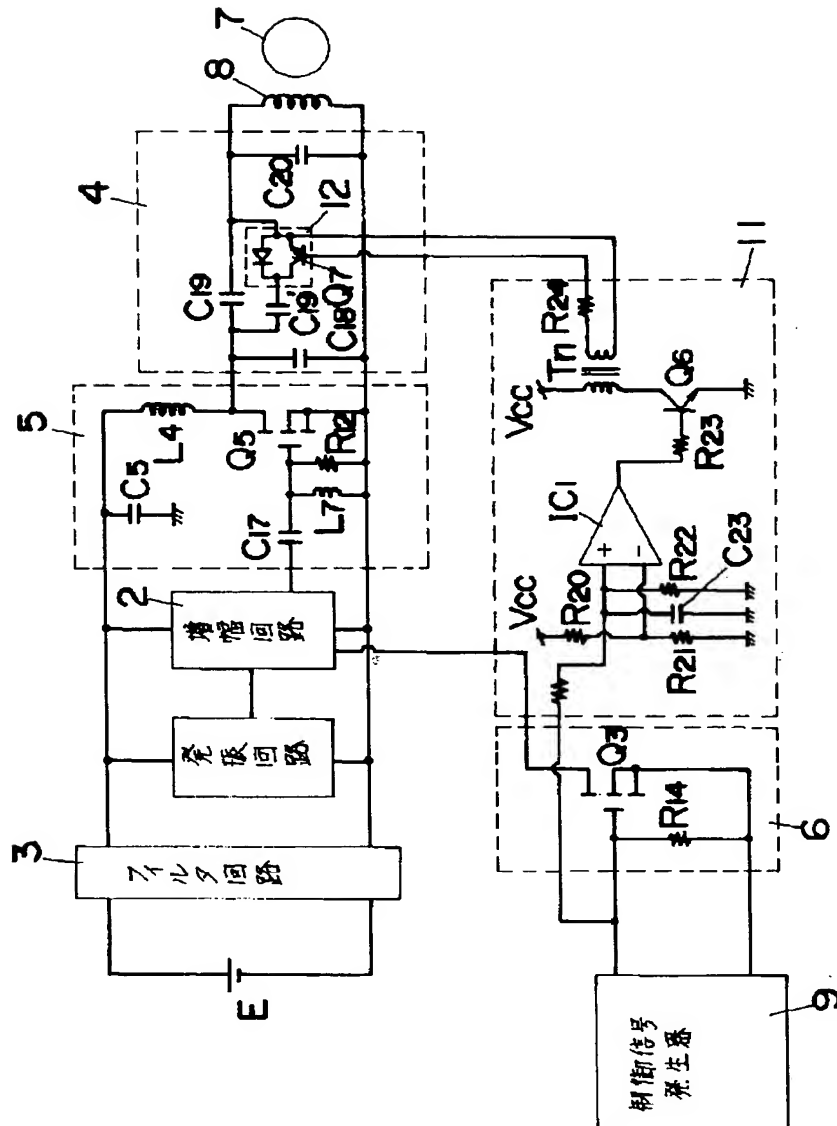 7
8
4
C20
12
C19
C19'
Q7
C18
5
L4
C5
Q5
R12
L7
C17
2
増幅回路
発振回路
3
フィルタ回路
E
11
R24
Tn
VCC
Q6
R23
IC1
+
-
VCC
R20
R22
C23
R21
Q3
R14
6
制御信号
発生器
9